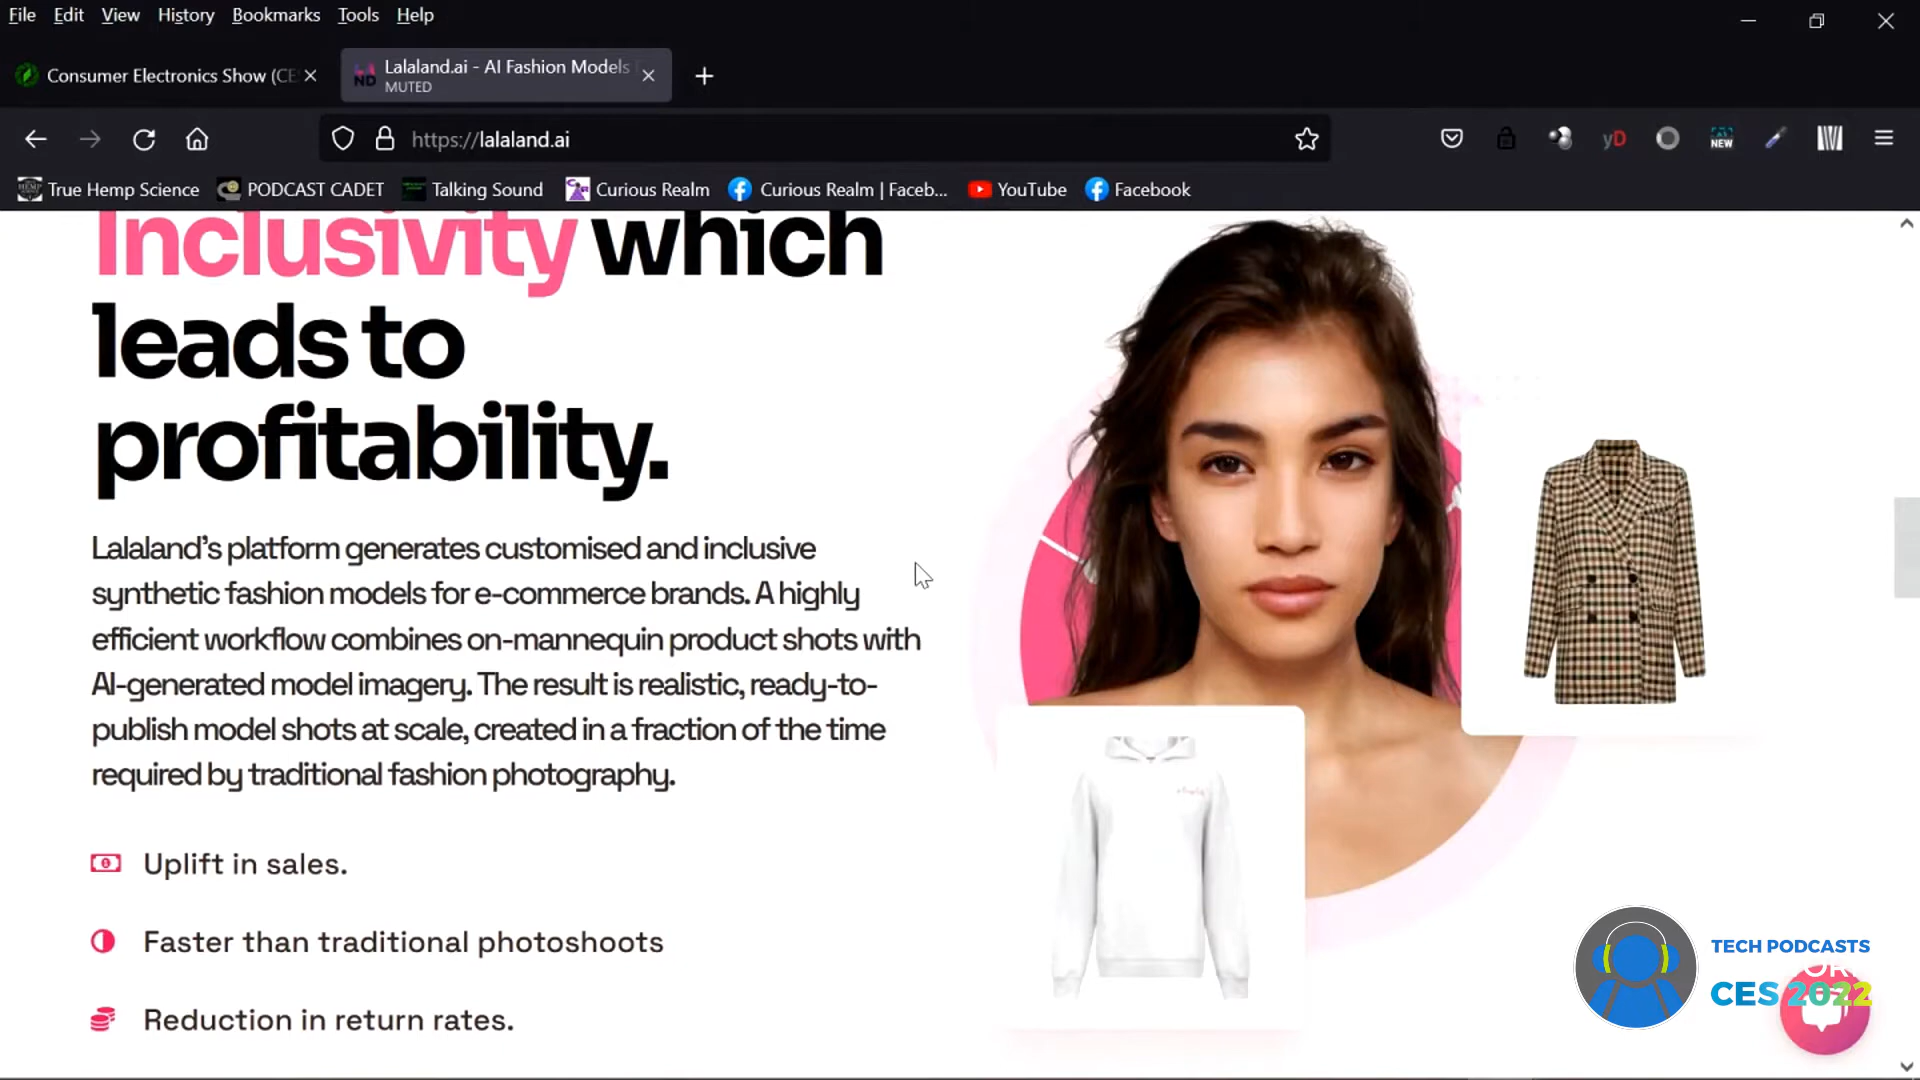 File Edit View History Bookmarks Tools Help
Consumer Electronics Show (CE
Lalaland.ai - AI Fashion Models
MUTED
https://lalaland.ai
yD
NEW
True Hemp Science PODCAST CADET Talking Sound Curious Realm Curious Realm | Faceb... YouTube Facebook
Inclusivity which
leads to
profitability.
Lalaland's platform generates customised and inclusive
synthetic fashion models for e-commerce brands. A highly
efficient workflow combines on-mannequin product shots with
AI-generated model imagery. The result is realistic, ready-to-
publish model shots at scale, created in a fraction of the time
required by traditional fashion photography.
Uplift in sales.
Faster than traditional photoshoots
Reduction in return rates.
TECH PODCASTS
CES 2022